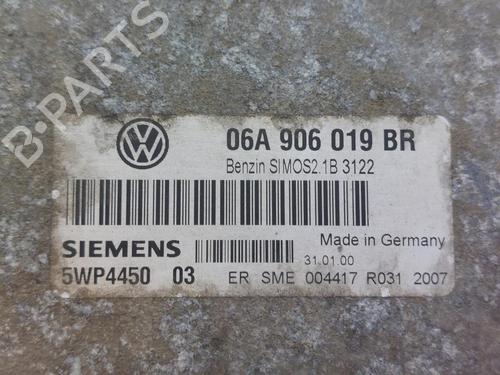 B-PARTS
06A 906 019 BR
Benzin SIMOS2.1B 3122
SIEMENS
Made in Germany
31.01.00
5WP4450 03
ER SME 004417 R031 2007